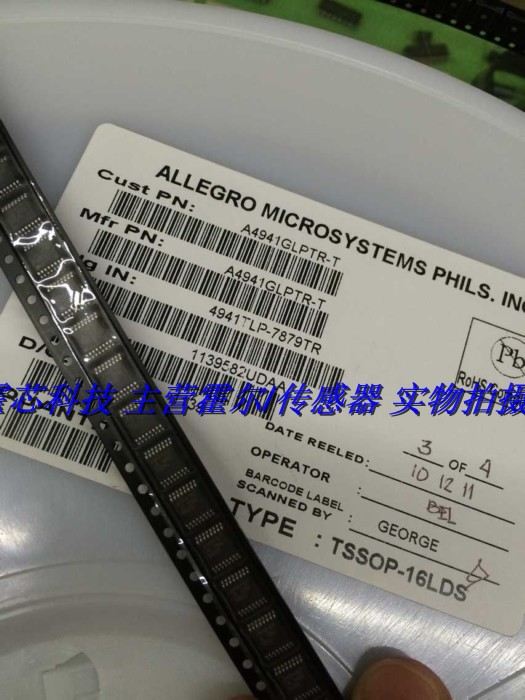 ALLEGRO MICROSYSTEMS PHILS. INC
Cust PN:
A4941GLPTR-T
Mfr PN:
A4941GLPTR-T
g IN:
4941TLP-7879TR
1139582UDAA
D/C
芯科技 主营霍尔/传感器 实物拍摄
Pb
RoHS
DATE REELED:
3 OF 4
10 12 11
OPERATOR :
BEL
BARCODE LABEL
SCANNED BY :
GEORGE
TYPE : TSSOP-16LDS